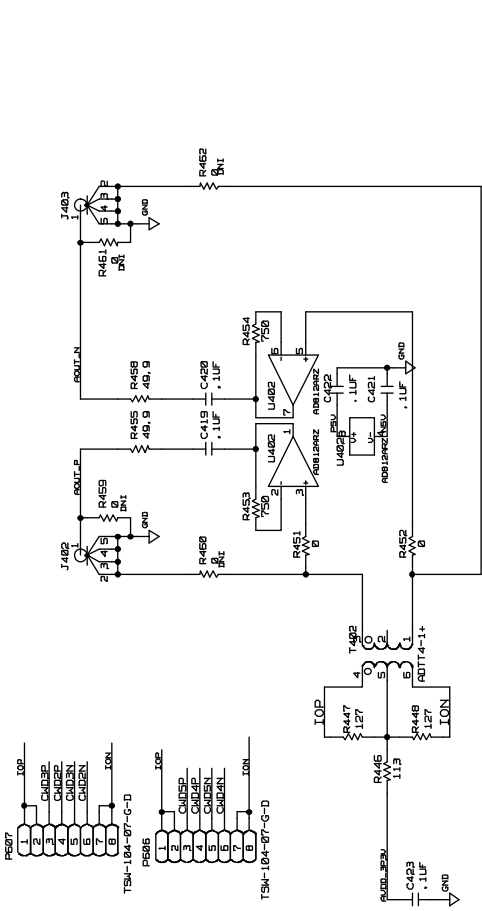 R462
0
DNI
J403
1
2
3
4
5
GND
R461
0
DNI
AOUT_N
R458
49.9
C420
.1UF
R454
750
6
5
7
U402
AD812ARZ
C422
.1UF
P5V
U402B
V+
V-
N5V
AD812ARZ
C421
.1UF
GND
R455
49.9
C419
.1UF
AOUT_P
U402
1
2
3
AD812ARZ
R453
750
R459
0
DNI
GND
J402
1
5
4
3
2
R460
0
DNI
R451
0
R452
0
T402
3
2
1
4
5
6
ADTT4-1+
IOP
ION
R447
127
R448
127
R446
113
AVDD_3P3V
C423
.1UF
GND
P607
1
2
3
4
5
6
7
8
IOP
CWD3P
CWD2P
CWD3N
CWD2N
ION
TSW-104-07-G-D
P606
1
2
3
4
5
6
7
8
IOP
CWD5P
CWD4P
CWD5N
CWD4N
ION
TSW-104-07-G-D